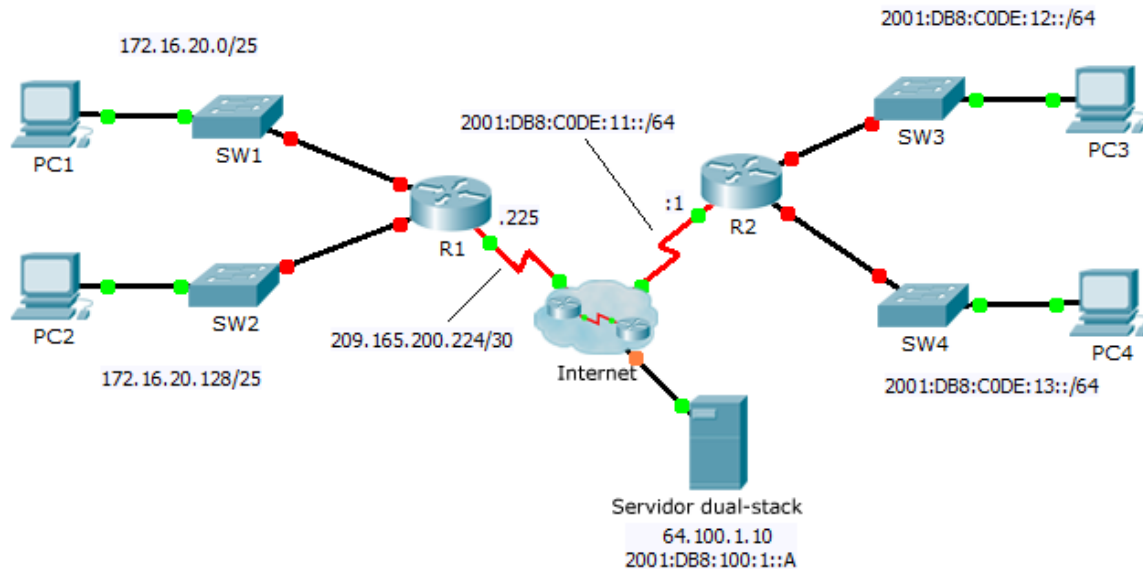 172.16.20.0/25
PC1
SW1
R1
.225
PC2
SW2
172.16.20.128/25
209.165.200.224/30
2001:DB8:C0DE:11::/64
:1
R2
2001:DB8:C0DE:12::/64
SW3
PC3
SW4
PC4
2001:DB8:C0DE:13::/64
Internet
Servidor dual-stack
64.100.1.10
2001:DB8:100:1::A